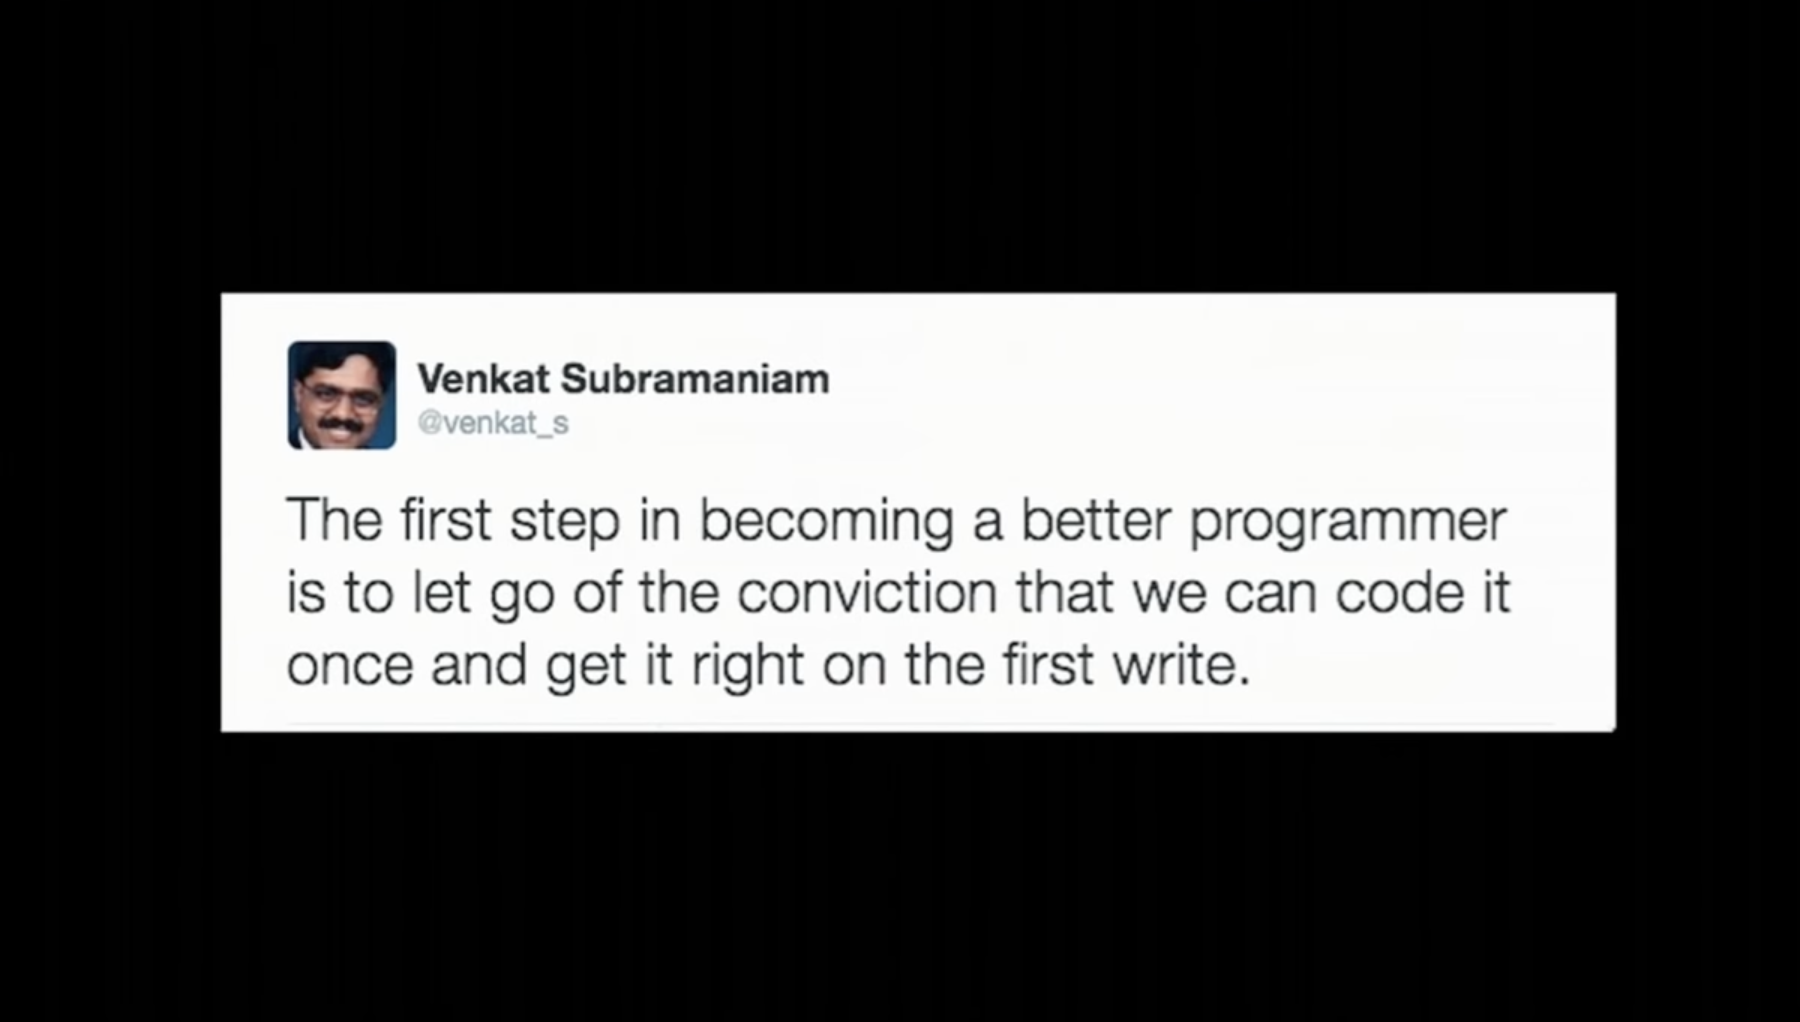 Venkat Subramaniam
@venkat_s
The first step in becoming a better programmer
is to let go of the conviction that we can code it
once and get it right on the first write.